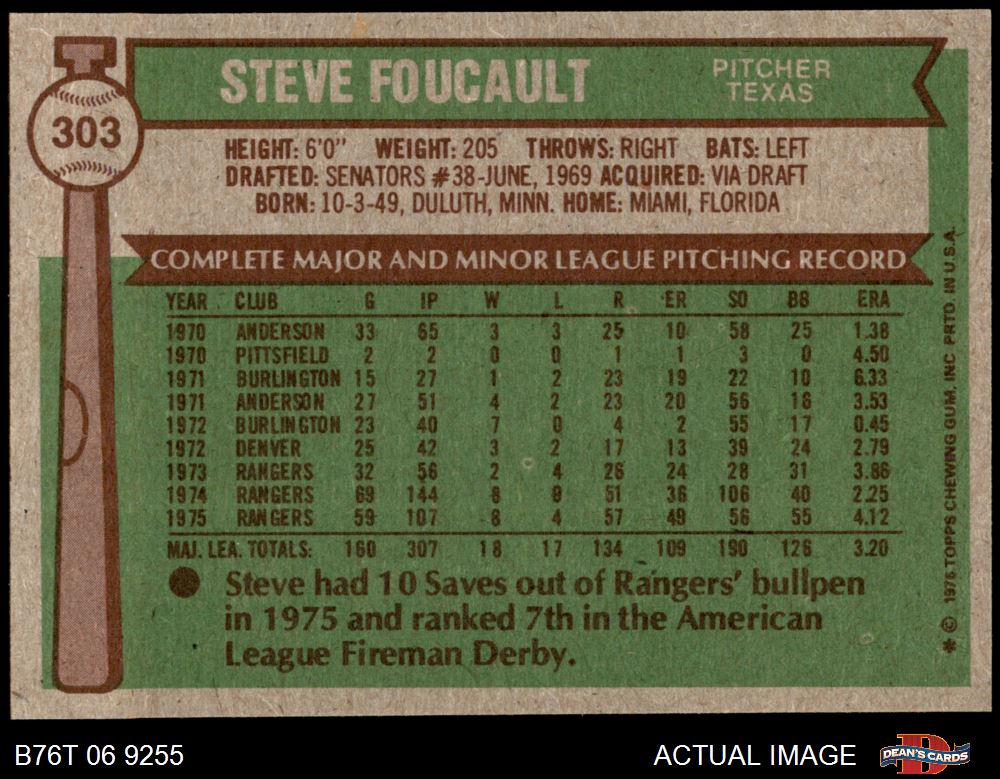 303
STEVE FOUCAULT
PITCHER
TEXAS
HEIGHT: 6'0" WEIGHT: 205 THROWS: RIGHT BATS: LEFT
DRAFTED: SENATORS #38-JUNE, 1969 ACQUIRED: VIA DRAFT
BORN: 10-3-49, DULUTH, MINN. HOME: MIAMI, FLORIDA
COMPLETE MAJOR AND MINOR LEAGUE PITCHING RECORD
YEAR CLUB G IP W L R ER SO BB ERA
1970 ANDERSON 33 65 3 3 25 10 58 25 1.38
1970 PITTSFIELD 2 2 0 0 1 1 3 0 4.50
1971 BURLINGTON 15 27 1 2 23 19 22 10 6.33
1971 ANDERSON 27 51 4 2 23 20 56 18 3.53
1972 BURLINGTON 23 40 7 0 4 2 55 17 0.45
1972 DENVER 25 42 3 2 17 13 39 24 2.79
1973 RANGERS 32 56 2 4 26 24 28 31 3.86
1974 RANGERS 69 144 8 9 51 36 106 40 2.25
1975 RANGERS 59 107 8 4 57 49 56 55 4.12
MAJ. LEA. TOTALS: 160 307 18 17 134 109 190 126 3.20
Steve had 10 Saves out of Rangers' bullpen
in 1975 and ranked 7th in the American
League Fireman Derby.
* © 1976 TOPPS CHEWING GUM, INC PRTD. IN U.S.A.
B76T 06 9255
ACTUAL IMAGE
DEAN'S CARDS